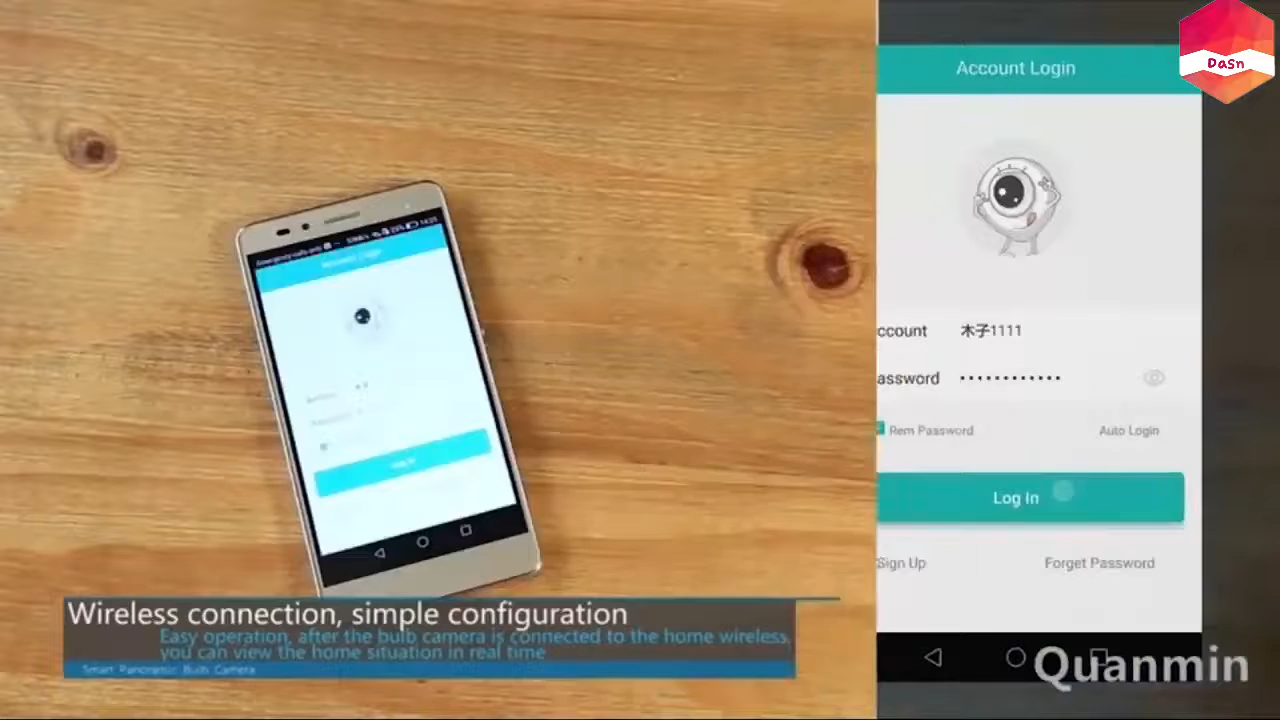 DaSn
Account Login
ccount 木子1111
assword ••••••••••••
Rem Password Auto Login
Log In
Sign Up Forget Password
Wireless connection, simple configuration
Easy operation, after the bulb camera is connected to the home wireless,
you can view the home situation in real time
Smart Panoramic Bulb Camera
Quanmin